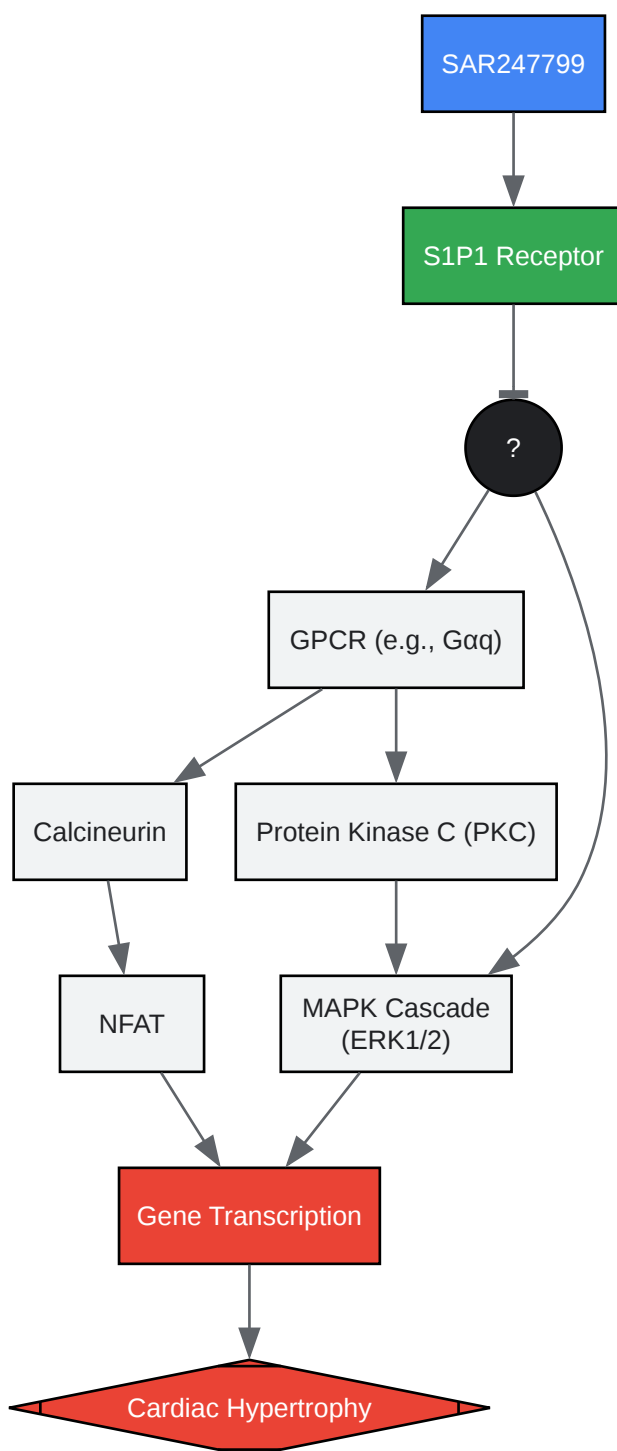 SAR247799
S1P1 Receptor
?
GPCR (e.g., Gαq)
Calcineurin
Protein Kinase C (PKC)
NFAT
MAPK Cascade
(ERK1/2)
Gene Transcription
Cardiac Hypertrophy